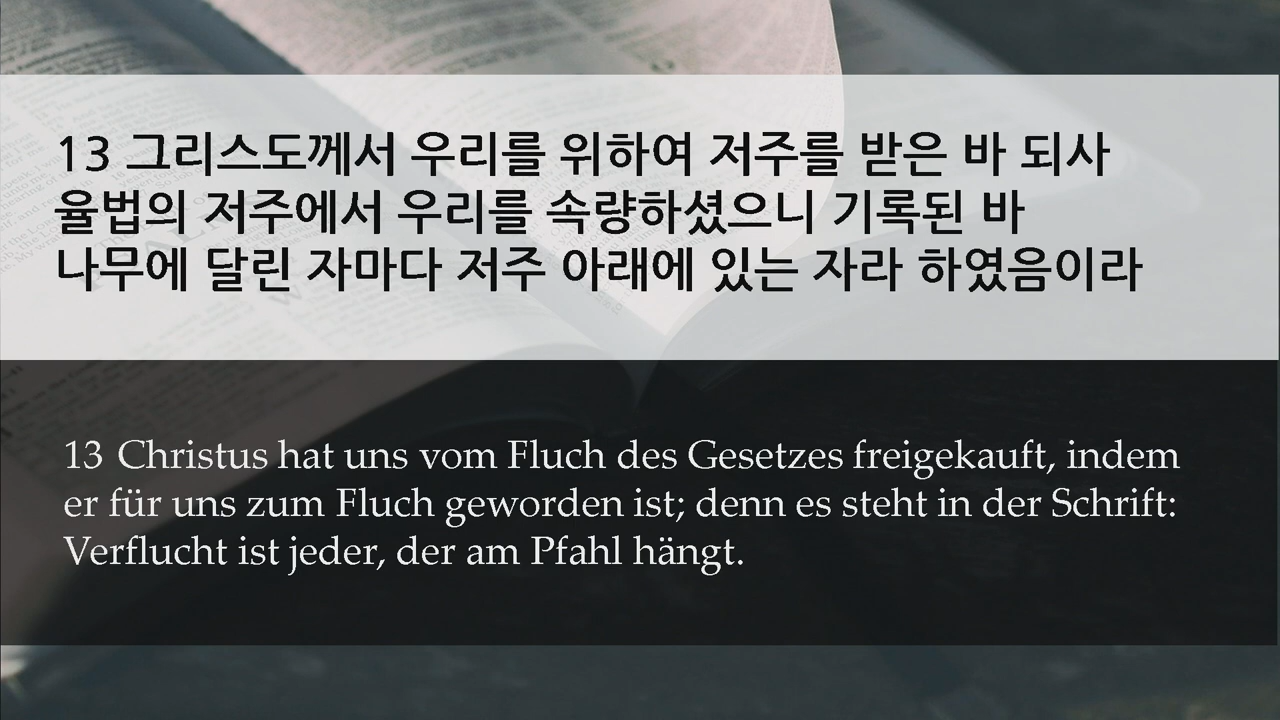 13 그리스도께서 우리를 위하여 저주를 받은 바 되사
율법의 저주에서 우리를 속량하셨으니 기록된 바
나무에 달린 자마다 저주 아래에 있는 자라 하였음이라
13 Christus hat uns vom Fluch des Gesetzes freigekauft, indem
er für uns zum Fluch geworden ist; denn es steht in der Schrift:
Verflucht ist jeder, der am Pfahl hängt.